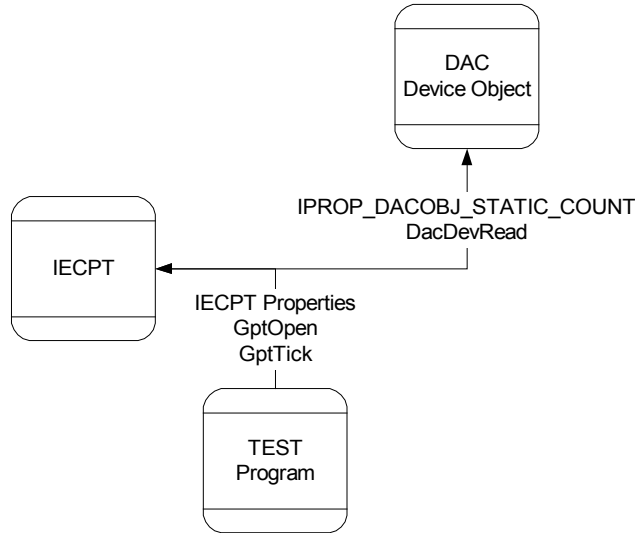 DAC
Device Object
IPROP_DACOBJ_STATIC_COUNT
DacDevRead
IECPT
IECPT Properties
GptOpen
GptTick
TEST
Program